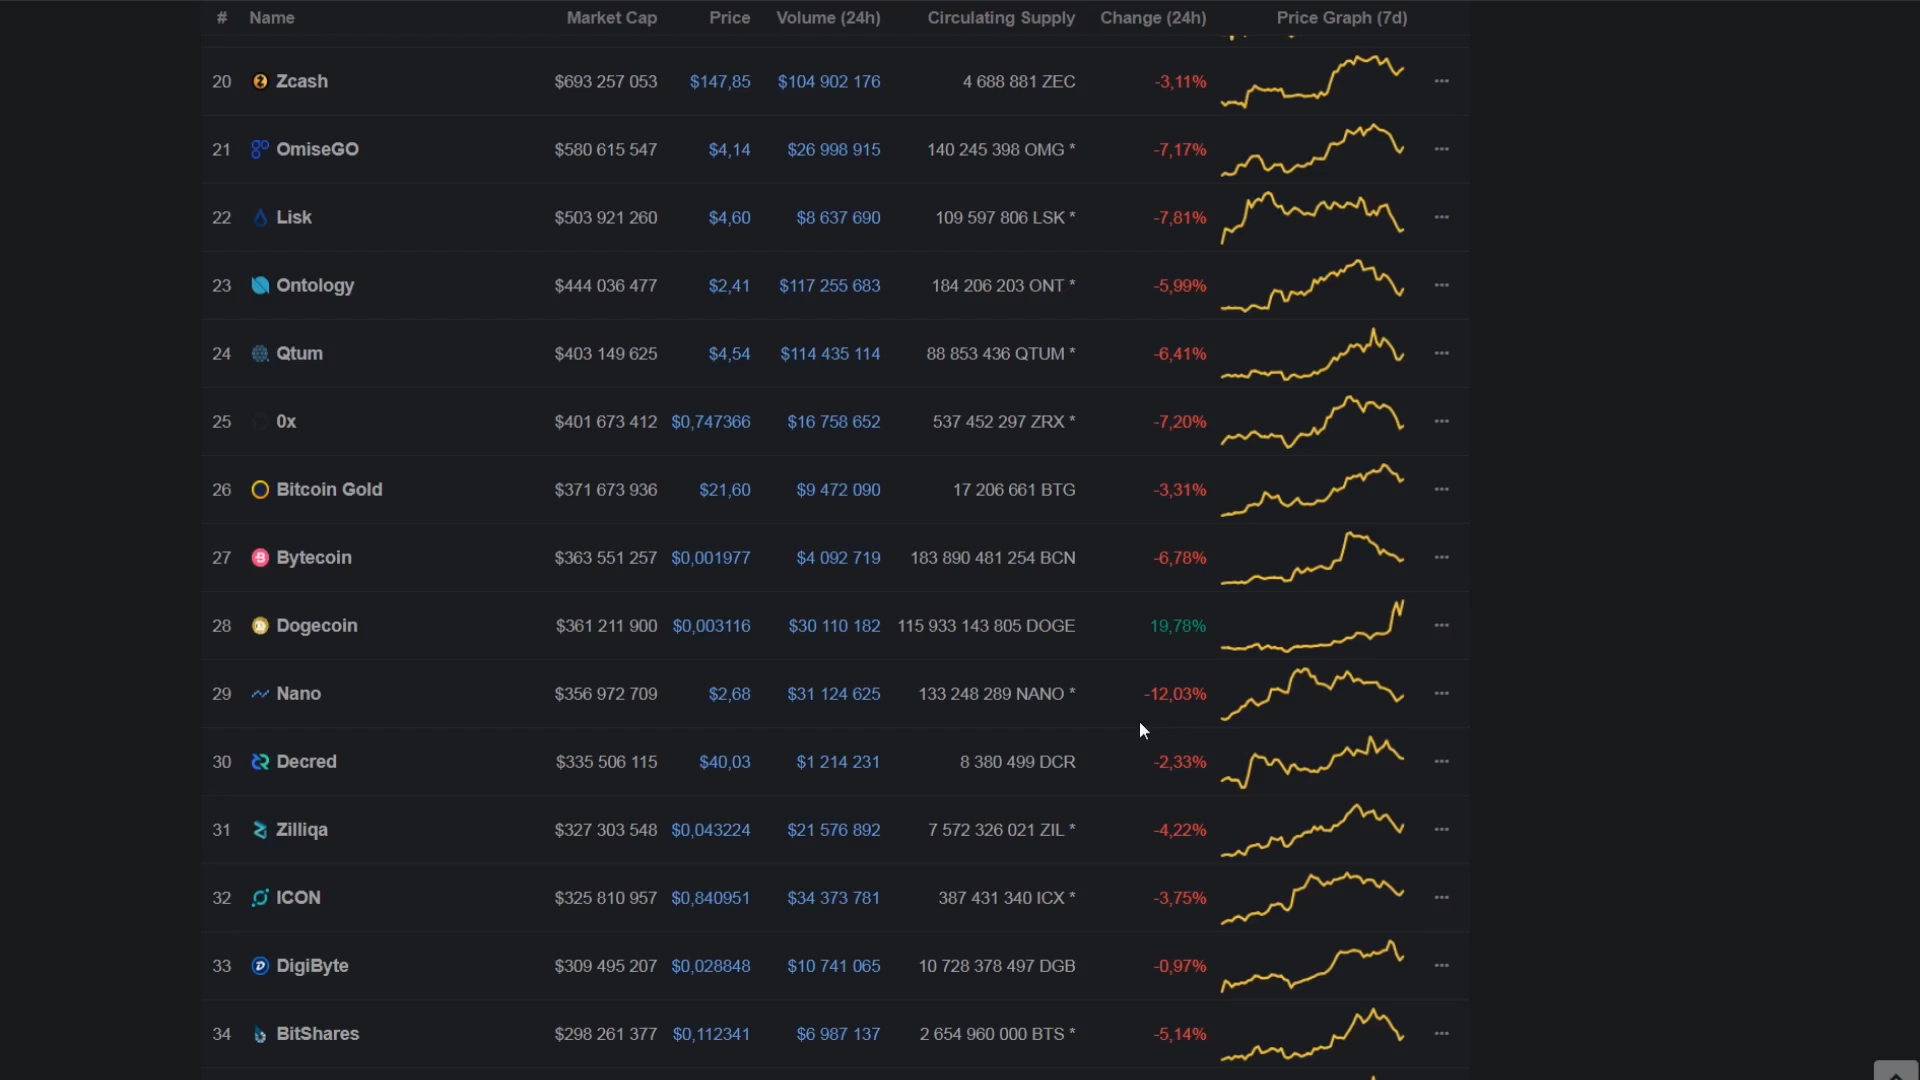 # Name Market Cap Price Volume (24h) Circulating Supply Change (24h) Price Graph (7d)
20 Zcash $693 257 053 $147,85 $104 902 176 4 688 881 ZEC -3,11%
21 OmiseGO $580 615 547 $4,14 $26 998 915 140 245 398 OMG * -7,17%
22 Lisk $503 921 260 $4,60 $8 637 690 109 597 806 LSK * -7,81%
23 Ontology $444 036 477 $2,41 $117 255 683 184 206 203 ONT * -5,99%
24 Qtum $403 149 625 $4,54 $114 435 114 88 853 436 QTUM * -6,41%
25 0x $401 673 412 $0,747366 $16 758 652 537 452 297 ZRX * -7,20%
26 Bitcoin Gold $371 673 936 $21,60 $9 472 090 17 206 661 BTG -3,31%
27 Bytecoin $363 551 257 $0,001977 $4 092 719 183 890 481 254 BCN -6,78%
28 Dogecoin $361 211 900 $0,003116 $30 110 182 115 933 143 805 DOGE 19,78%
29 Nano $356 972 709 $2,68 $31 124 625 133 248 289 NANO * -12,03%
30 Decred $335 506 115 $40,03 $1 214 231 8 380 499 DCR -2,33%
31 Zilliqa $327 303 548 $0,043224 $21 576 892 7 572 326 021 ZIL * -4,22%
32 ICON $325 810 957 $0,840951 $34 373 781 387 431 340 ICX * -3,75%
33 DigiByte $309 495 207 $0,028848 $10 741 065 10 728 378 497 DGB -0,97%
34 BitShares $298 261 377 $0,112341 $6 987 137 2 654 960 000 BTS * -5,14%